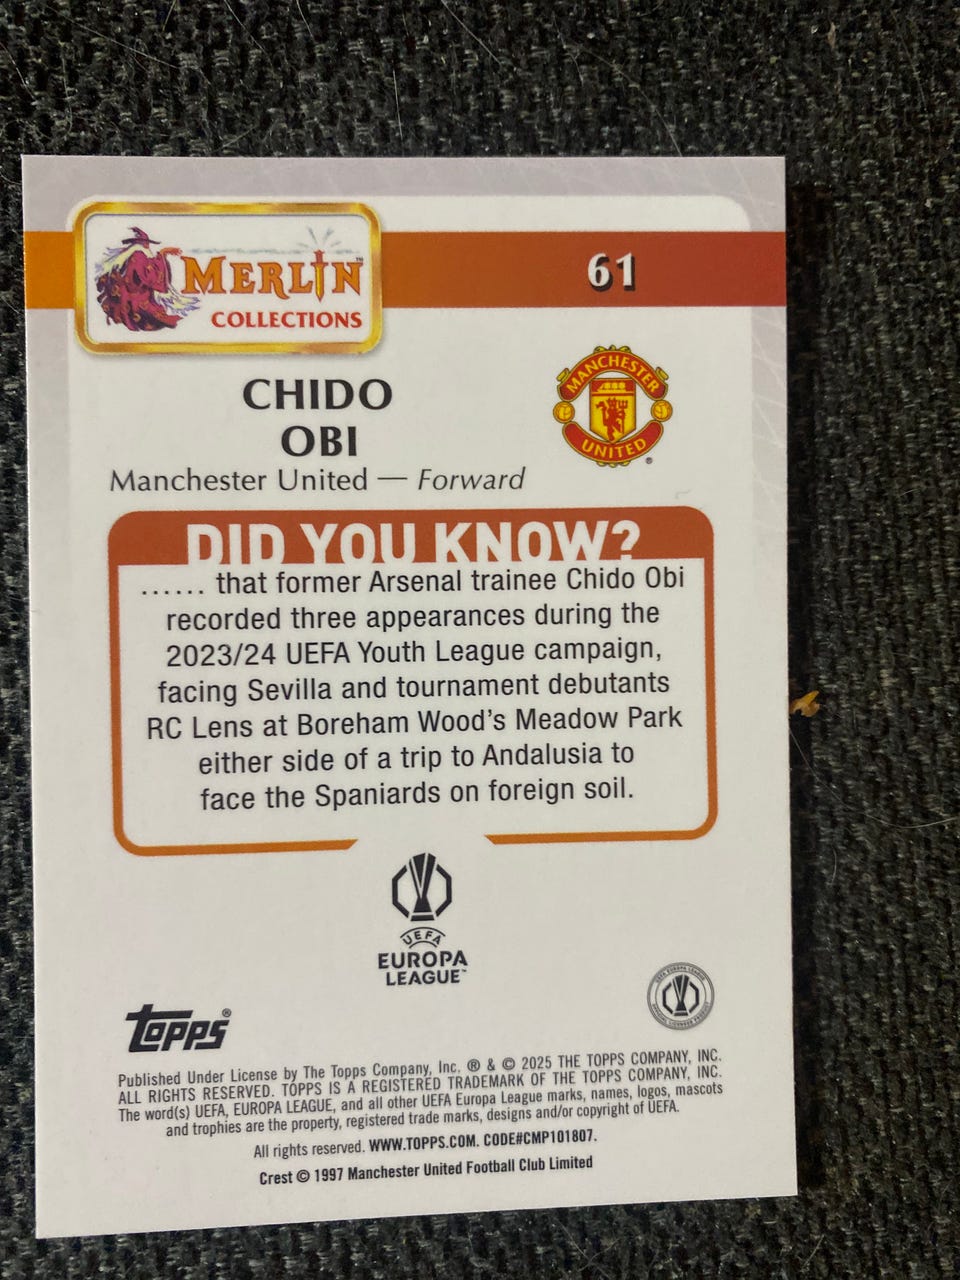 MERLIN™
COLLECTIONS
61
CHIDO
OBI
MANCHESTER
UNITED
®
Manchester United — Forward
DID YOU KNOW?
...... that former Arsenal trainee Chido Obi
recorded three appearances during the
2023/24 UEFA Youth League campaign,
facing Sevilla and tournament debutants
RC Lens at Boreham Wood's Meadow Park
either side of a trip to Andalusia to
face the Spaniards on foreign soil.
UEFA
EUROPA
LEAGUE™
Topps®
Published Under License by The Topps Company, Inc. ® & © 2025 THE TOPPS COMPANY, INC.
ALL RIGHTS RESERVED. TOPPS IS A REGISTERED TRADEMARK OF THE TOPPS COMPANY, INC.
The word(s) UEFA, EUROPA LEAGUE, and all other UEFA Europa League marks, names, logos, mascots
and trophies are the property, registered trade marks, designs and/or copyright of UEFA.
All rights reserved. WWW.TOPPS.COM. CODE#CMP101807.
Crest © 1997 Manchester United Football Club Limited